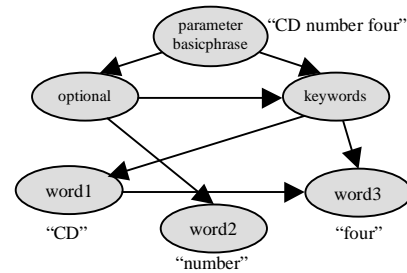 parameter
basicphrase
“CD number four”
optional
keywords
word1
word3
word2
“CD”
“four”
“number”